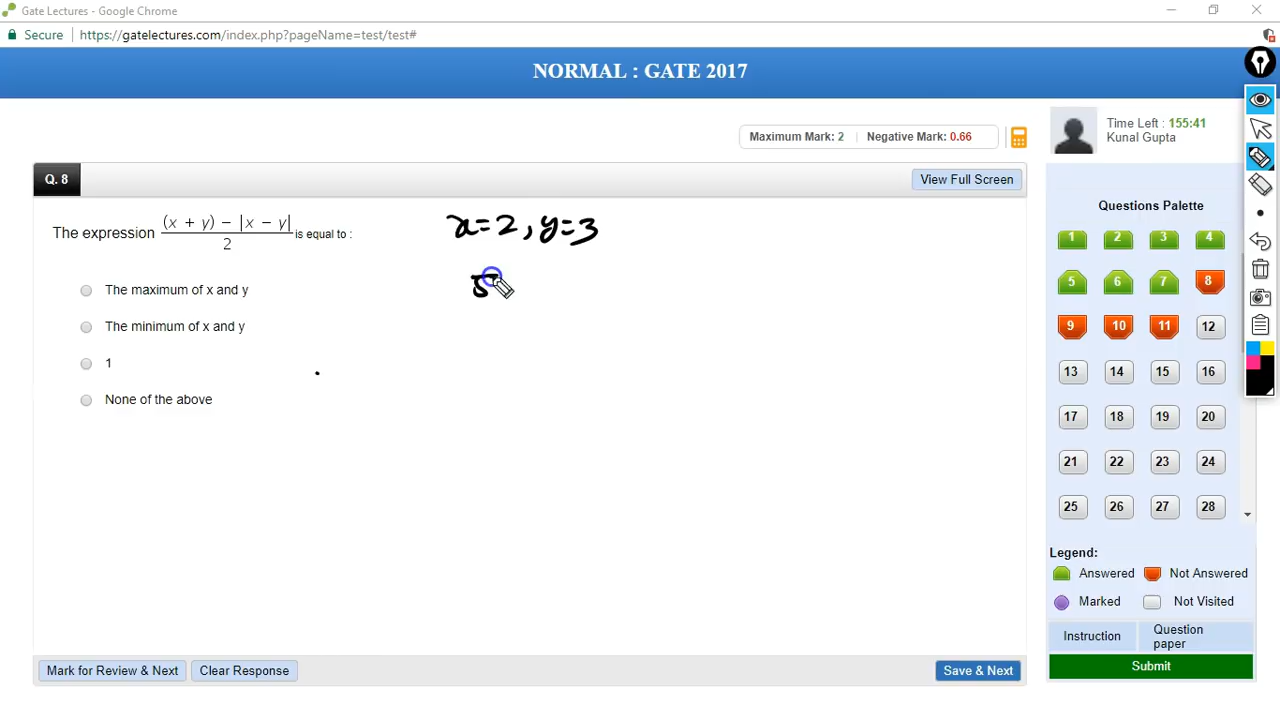 Gate Lectures - Google Chrome
Secure | https://gatelectures.com/index.php?pageName=test/test#
NORMAL : GATE 2017
Maximum Mark: 2 | Negative Mark: 0.66
Time Left : 155:41
Kunal Gupta
Q. 8
View Full Screen
The expression ((x + y) − |x − y|)/2 is equal to :
x=2, y=3
5
The maximum of x and y
The minimum of x and y
1
None of the above
Questions Palette
1 2 3 4
5 6 7 8
9 10 11 12
13 14 15 16
17 18 19 20
21 22 23 24
25 26 27 28
Legend:
Answered Not Answered
Marked Not Visited
Instruction Question paper
Mark for Review & Next Clear Response Save & Next Submit